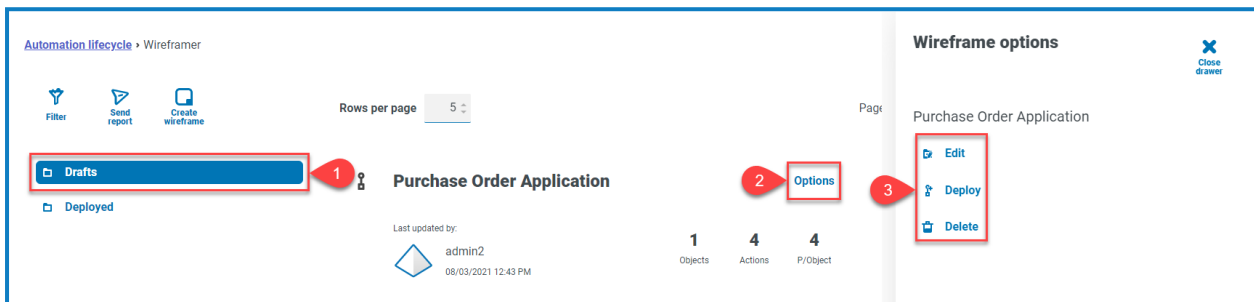 Automation lifecycle › Wireframer
Filter
Send
report
Create
wireframe
Rows per page 5
Page
Drafts
1
Deployed
Purchase Order Application
2
Options
Last updated by:
admin2
08/03/2021 12:43 PM
1
Objects
4
Actions
4
P/Object
Wireframe options
Close
drawer
Purchase Order Application
3
Edit
Deploy
Delete